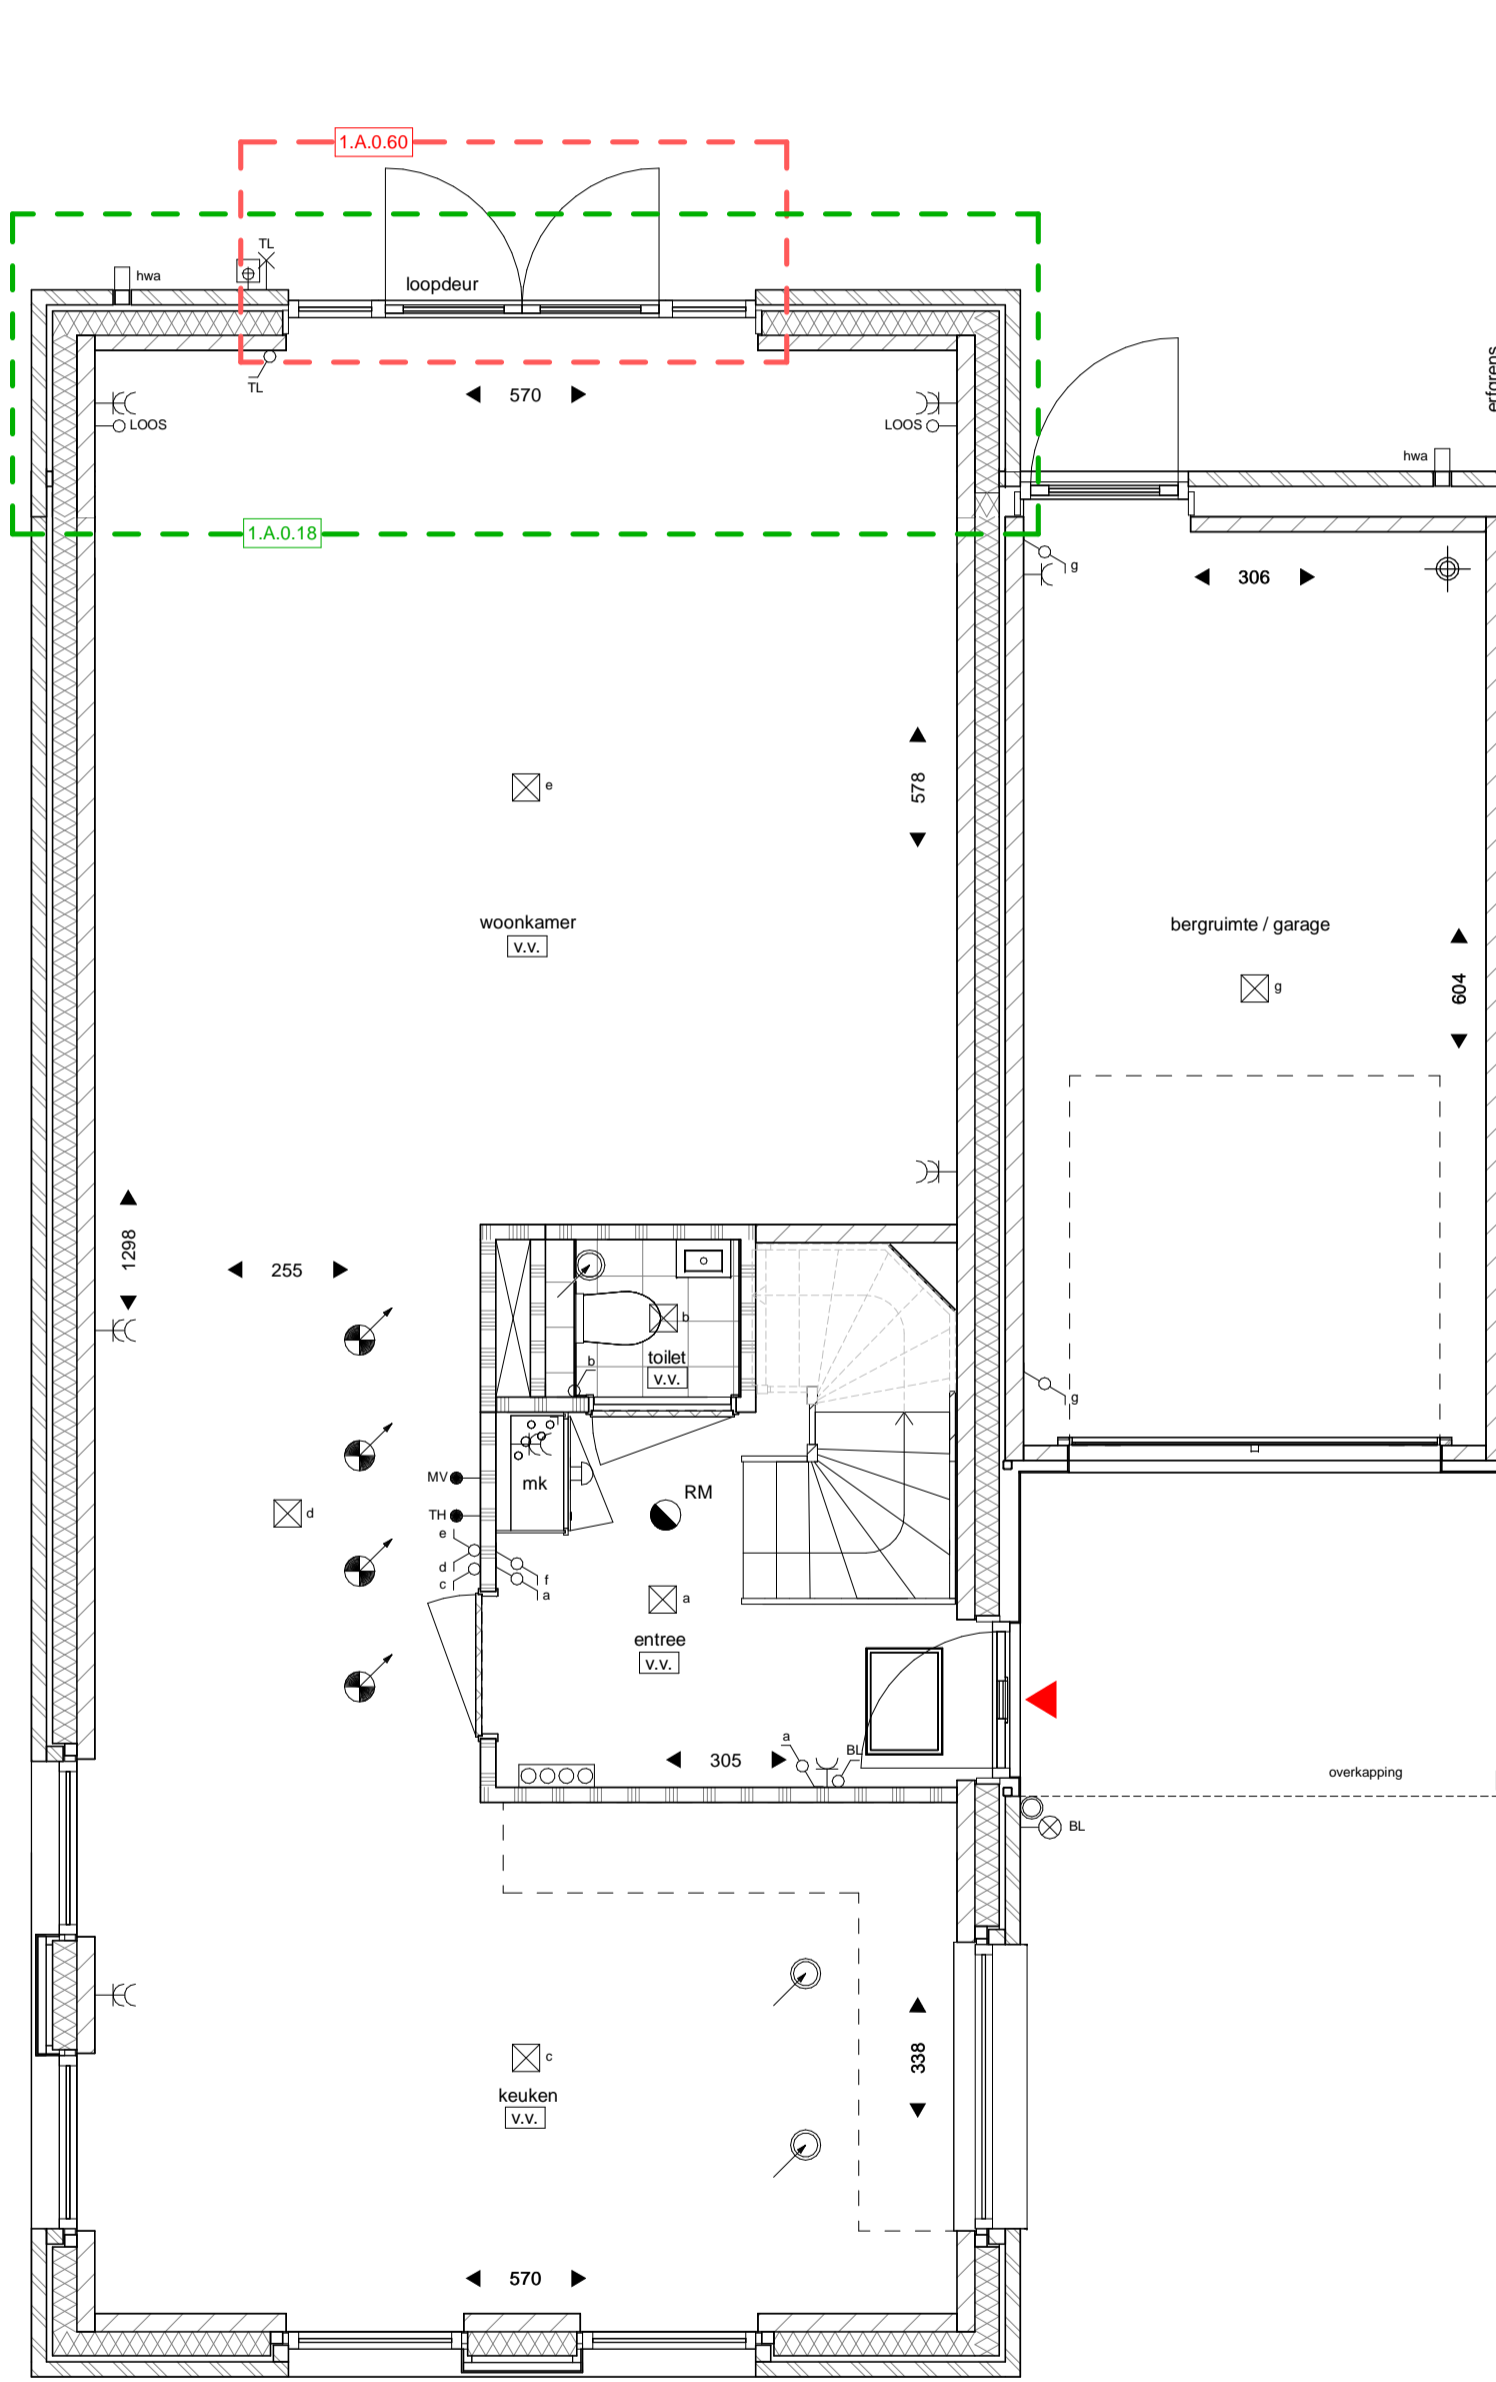 1.A.0.60
TL
hwa
loopdeur
TL
570
erfgrens
LOOS
LOOS
hwa
1.A.0.18
g
306
e
578
woonkamer
v.v.
bergruimte / garage
604
g
1298
255
b
toilet
v.v.
b
g
MV
mk
RM
TH
d
e
d
c
f
a
a
entree
v.v.
a
BL
305
overkapping
BL
c
338
keuken
v.v.
570